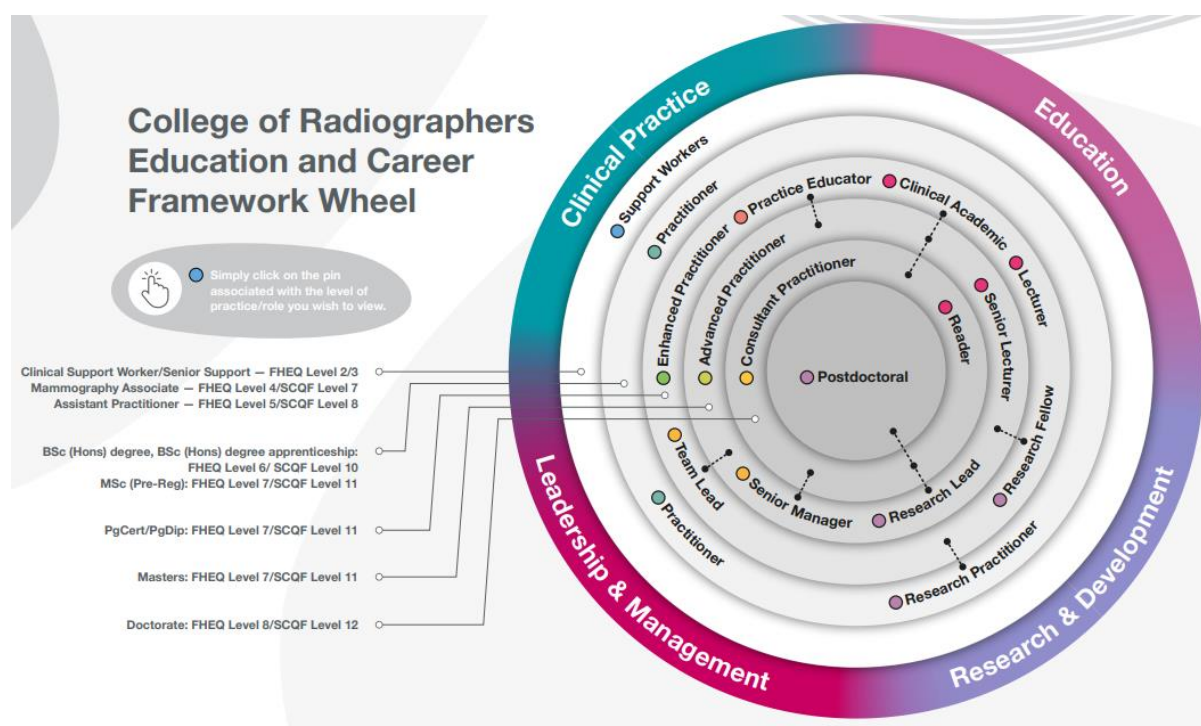 College of Radiographers
Education and Career
Framework Wheel
Simply click on the pin
associated with the level of
practice/role you wish to view.
Clinical Support Worker/Senior Support — FHEQ Level 2/3
Mammography Associate — FHEQ Level 4/SCQF Level 7
Assistant Practitioner — FHEQ Level 5/SCQF Level 8
BSc (Hons) degree, BSc (Hons) degree apprenticeship:
FHEQ Level 6/ SCQF Level 10
MSc (Pre-Reg): FHEQ Level 7/SCQF Level 11
PgCert/PgDip: FHEQ Level 7/SCQF Level 11
Masters: FHEQ Level 7/SCQF Level 11
Doctorate: FHEQ Level 8/SCQF Level 12
Clinical Practice
Education
Research & Development
Leadership & Management
Support Workers
Practitioner
Enhanced Practitioner
Practice Educator
Advanced Practitioner
Consultant Practitioner
Clinical Academic
Lecturer
Senior Lecturer
Reader
Postdoctoral
Team Lead
Senior Manager
Practitioner
Research Lead
Research Fellow
Research Practitioner